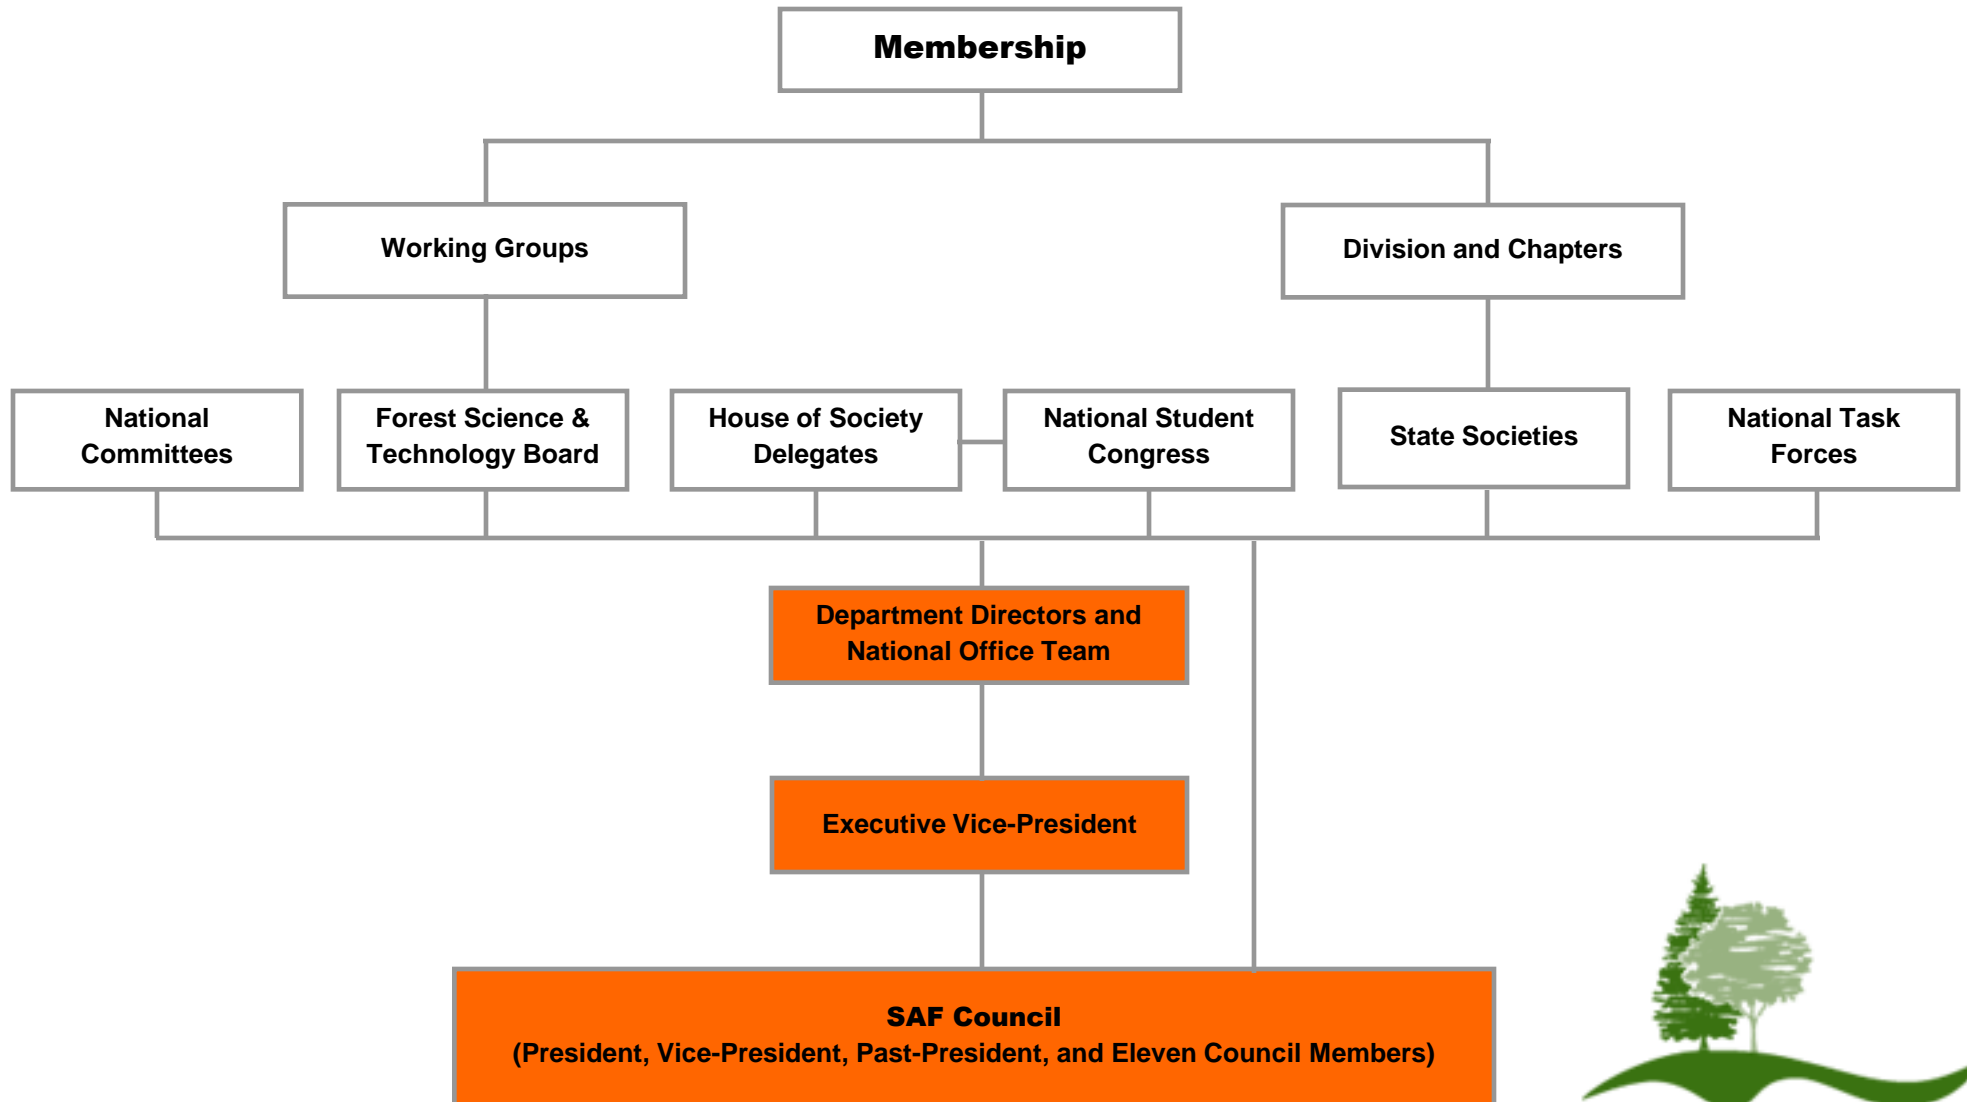 Membership
Working Groups
Division and Chapters
National
Committees
Forest Science &
Technology Board
House of Society
Delegates
National Student
Congress
State Societies
National Task
Forces
Department Directors and
National Office Team
Executive Vice-President
SAF Council
(President, Vice-President, Past-President, and Eleven Council Members)